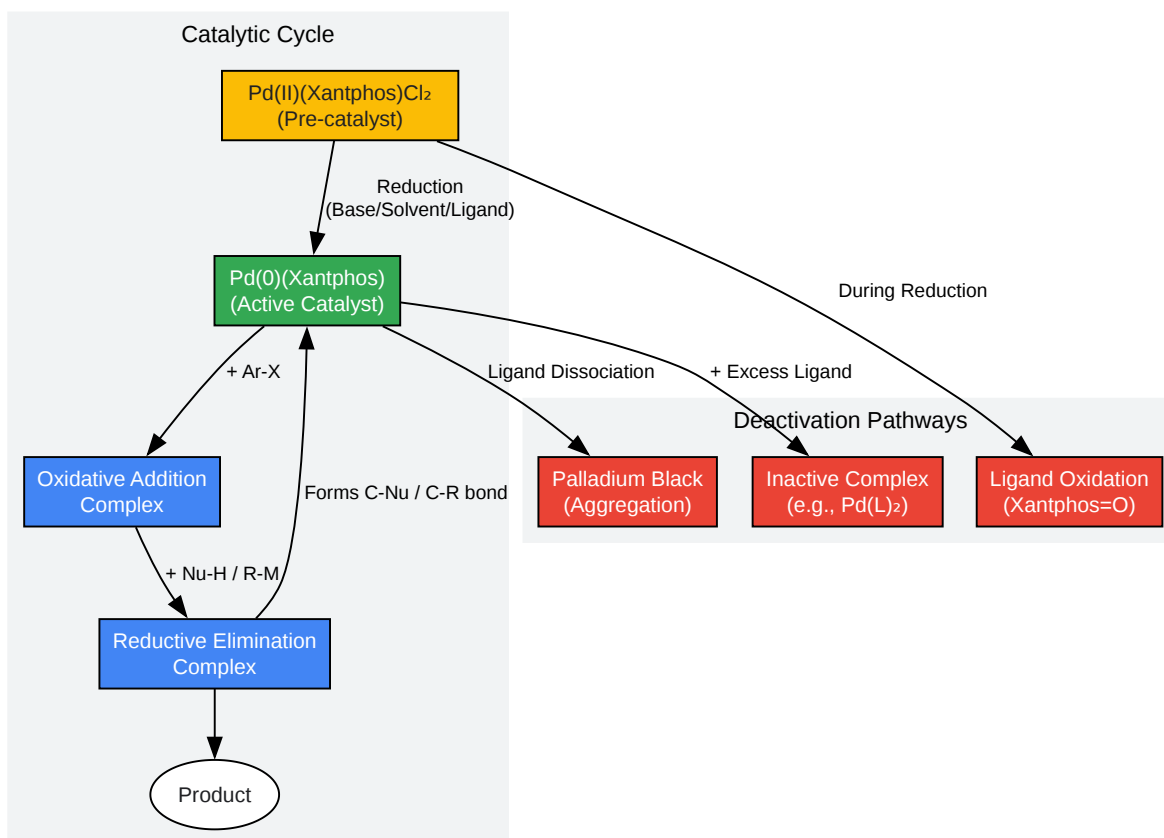 Catalytic Cycle
Pd(II)(Xantphos)Cl₂
(Pre-catalyst)
Reduction
(Base/Solvent/Ligand)
During Reduction
Pd(0)(Xantphos)
(Active Catalyst)
+ Ar-X
Ligand Dissociation
+ Excess Ligand
Deactivation Pathways
Oxidative Addition
Complex
Forms C-Nu / C-R bond
Palladium Black
(Aggregation)
Inactive Complex
(e.g., Pd(L)₂)
Ligand Oxidation
(Xantphos=O)
+ Nu-H / R-M
Reductive Elimination
Complex
Product